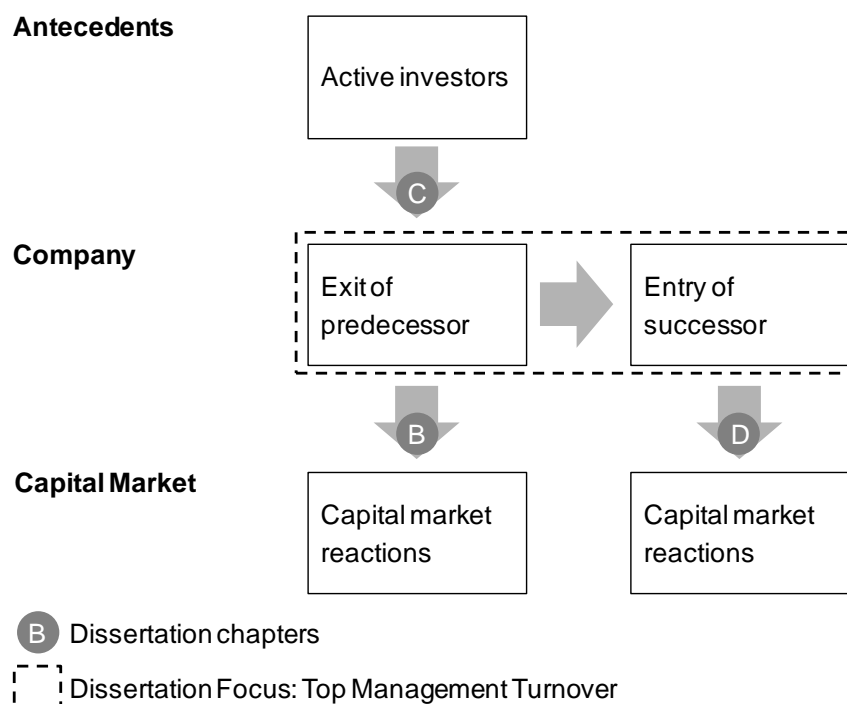 Antecedents
Active investors
C
Company
Exit of
predecessor
Entry of
successor
B
D
Capital Market
Capital market
reactions
Capital market
reactions
B Dissertation chapters
Dissertation Focus: Top Management Turnover